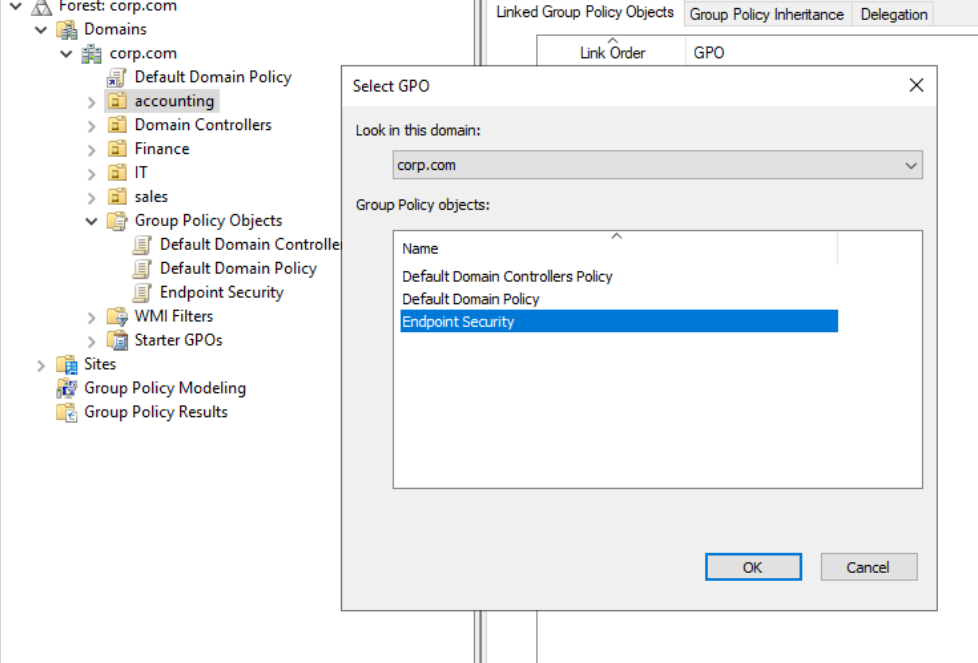 Forest: corp.com
Domains
corp.com
Default Domain Policy
accounting
Domain Controllers
Finance
IT
sales
Group Policy Objects
Default Domain Controller
Default Domain Policy
Endpoint Security
WMI Filters
Starter GPOs
Sites
Group Policy Modeling
Group Policy Results
Linked Group Policy Objects Group Policy Inheritance Delegation
Link Order GPO
Select GPO
Look in this domain:
corp.com
Group Policy objects:
Name
Default Domain Controllers Policy
Default Domain Policy
Endpoint Security
OK Cancel